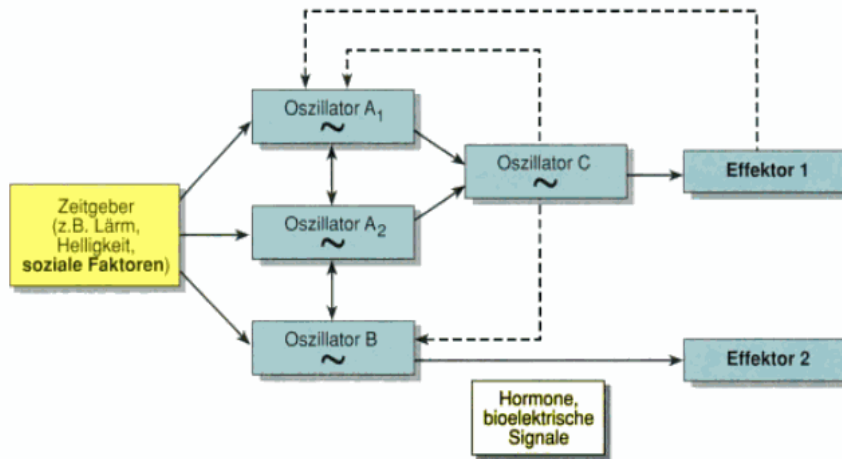 Oszillator A1
~
Oszillator C
~
Effektor 1
Zeitgeber
(z.B. Lärm,
Helligkeit,
soziale Faktoren)
Oszillator A2
~
Oszillator B
~
Effektor 2
Hormone,
bioelektrische
Signale